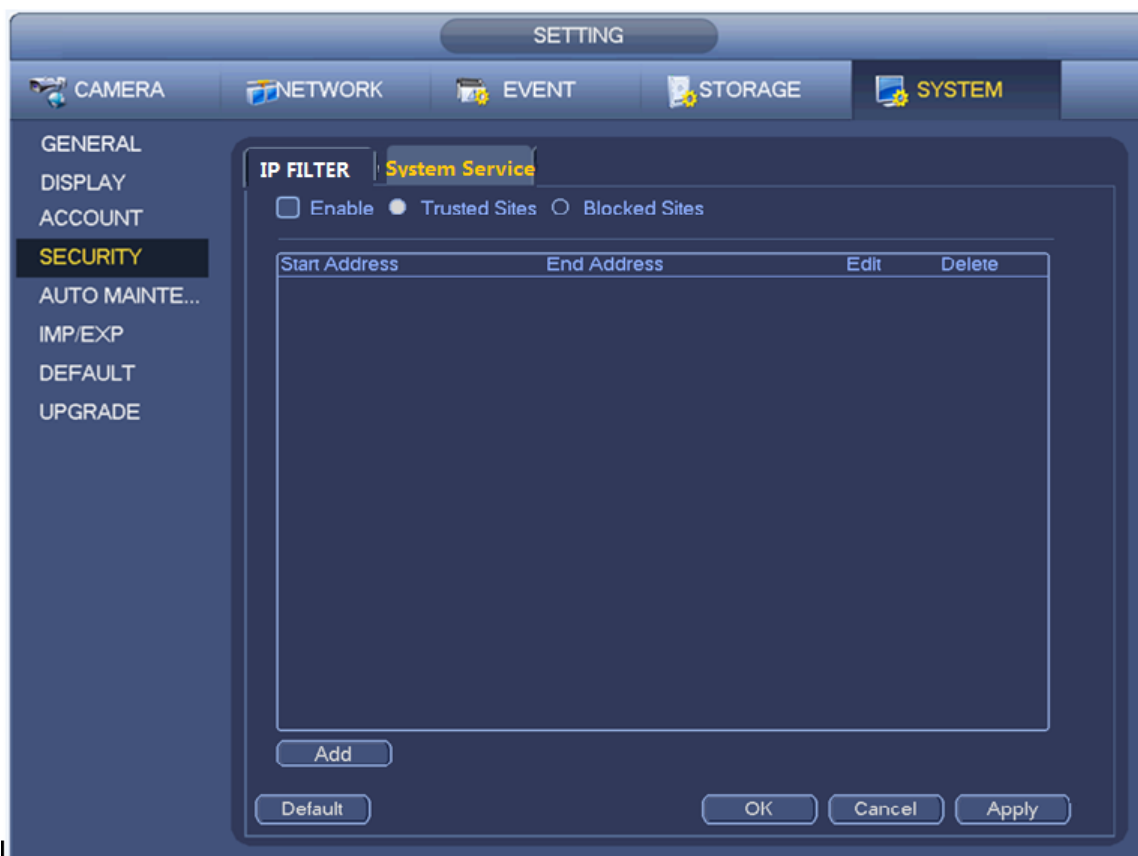 SETTING
CAMERA NETWORK EVENT STORAGE SYSTEM
GENERAL
DISPLAY
ACCOUNT
SECURITY
AUTO MAINTE...
IMP/EXP
DEFAULT
UPGRADE
IP FILTER System Service
Enable Trusted Sites Blocked Sites
Start Address End Address Edit Delete
Add
Default OK Cancel Apply